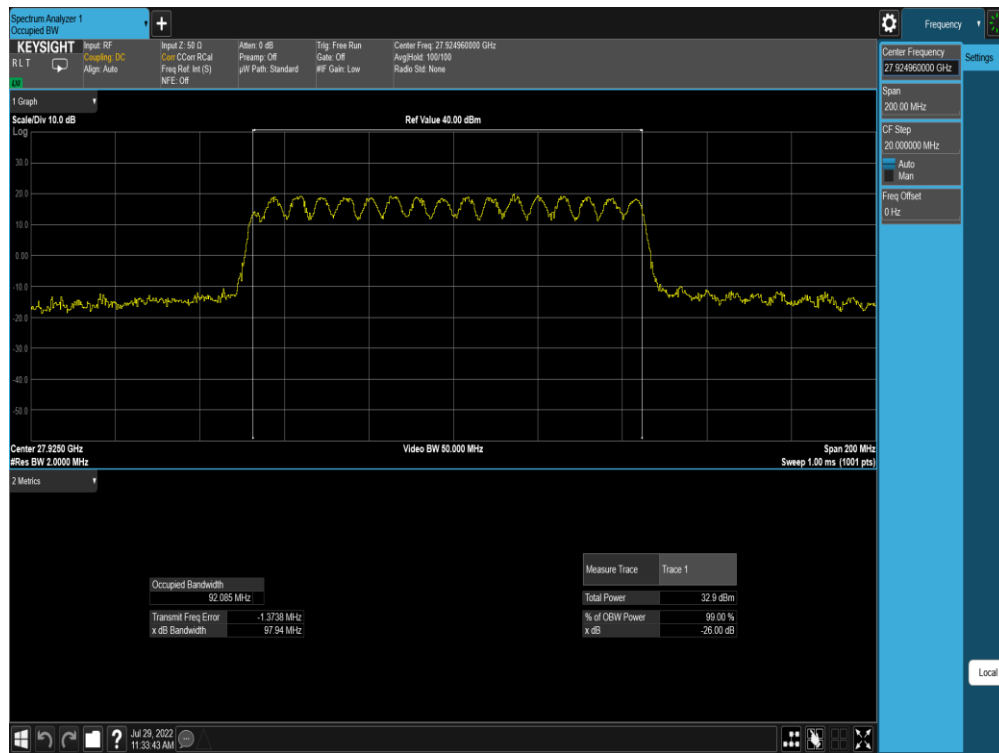 Spectrum Analyzer 1
Occupied BW
Frequency
KEYSIGHT
Input: RF
Input Z: 50 Ω
Atten: 0 dB
Trig: Free Run
Center Freq: 27.924960000 GHz
RLT
Coupling: DC
Corr CCorr RCal
Preamp: Off
Gate: Off
Avg|Hold: 100/100
Align: Auto
Freq Ref: Int (S)
µW Path: Standard
#IF Gain: Low
Radio Std: None
NFE: Off
LXI
Center Frequency
27.924960000 GHz
Settings
Span
200.00 MHz
CF Step
20.000000 MHz
Auto
Man
Freq Offset
0 Hz
1 Graph
Scale/Div 10.0 dB
Ref Value 40.00 dBm
Log
30.0
20.0
10.0
0.00
-10.0
-20.0
-30.0
-40.0
-50.0
Center 27.9250 GHz
Video BW 50.000 MHz
Span 200 MHz
#Res BW 2.0000 MHz
Sweep 1.00 ms (1001 pts)
2 Metrics
Measure Trace
Trace 1
Occupied Bandwidth
92.085 MHz
Total Power
32.9 dBm
Transmit Freq Error
-1.3738 MHz
% of OBW Power
99.00 %
x dB Bandwidth
97.94 MHz
x dB
-26.00 dB
Local
?
Jul 29, 2022
11:33:43 AM